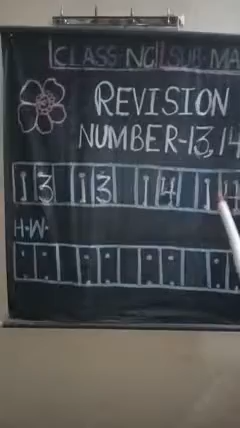 CLASS-NC SUB-MA
REVISION
NUMBER-13,14
13 13 14 14
H.W.